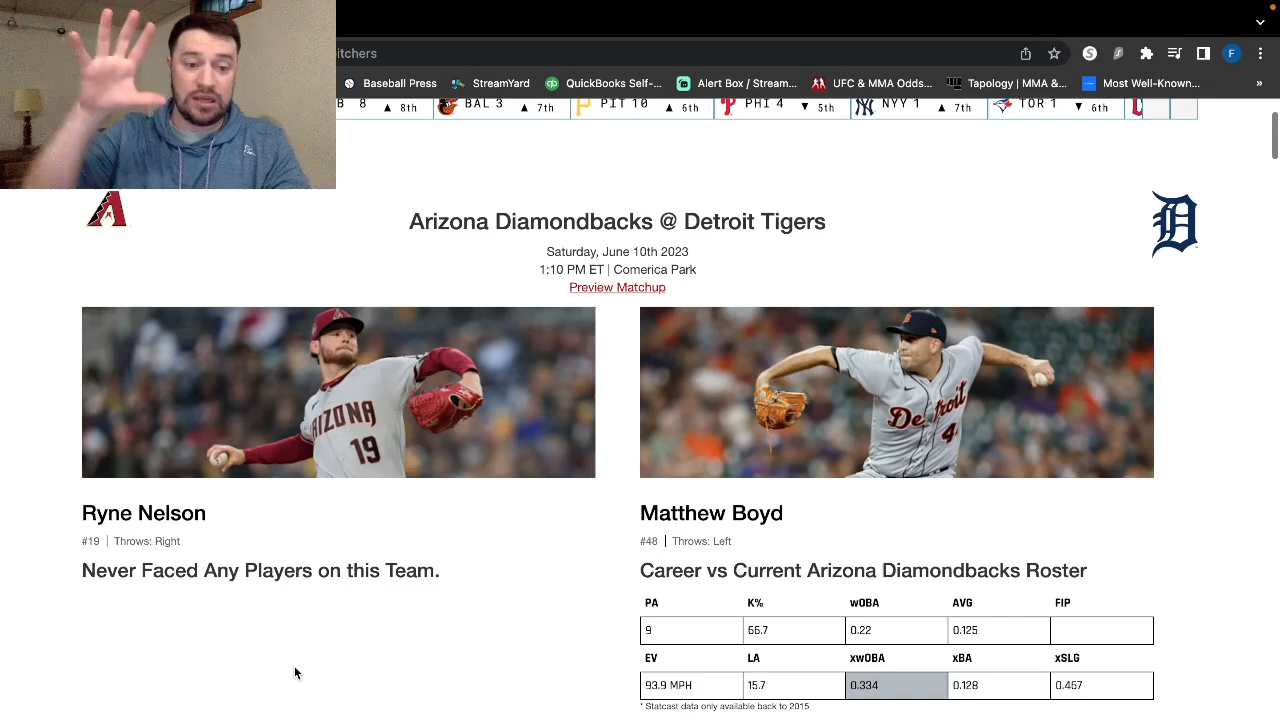 itchers
Baseball Press
StreamYard
QuickBooks Self-...
Alert Box / Stream...
UFC & MMA Odds...
Tapology | MMA &...
Most Well-Known...
»
F
B 8 ▲ 8th
BAL 3 ▲ 7th
PIT 10 ▲ 6th
PHI 4 ▼ 5th
NYY 1 ▲ 7th
TOR 1 ▼ 6th
Arizona Diamondbacks @ Detroit Tigers
Saturday, June 10th 2023
1:10 PM ET | Comerica Park
Preview Matchup
ARIZONA
19
Detroit
4
Ryne Nelson
#19 | Throws: Right
Never Faced Any Players on this Team.
Matthew Boyd
#48 | Throws: Left
Career vs Current Arizona Diamondbacks Roster
PA K% wOBA AVG FIP
9 66.7 0.22 0.125
EV LA xwOBA xBA xSLG
93.9 MPH 15.7 0.334 0.128 0.467
* Statcast data only available back to 2015